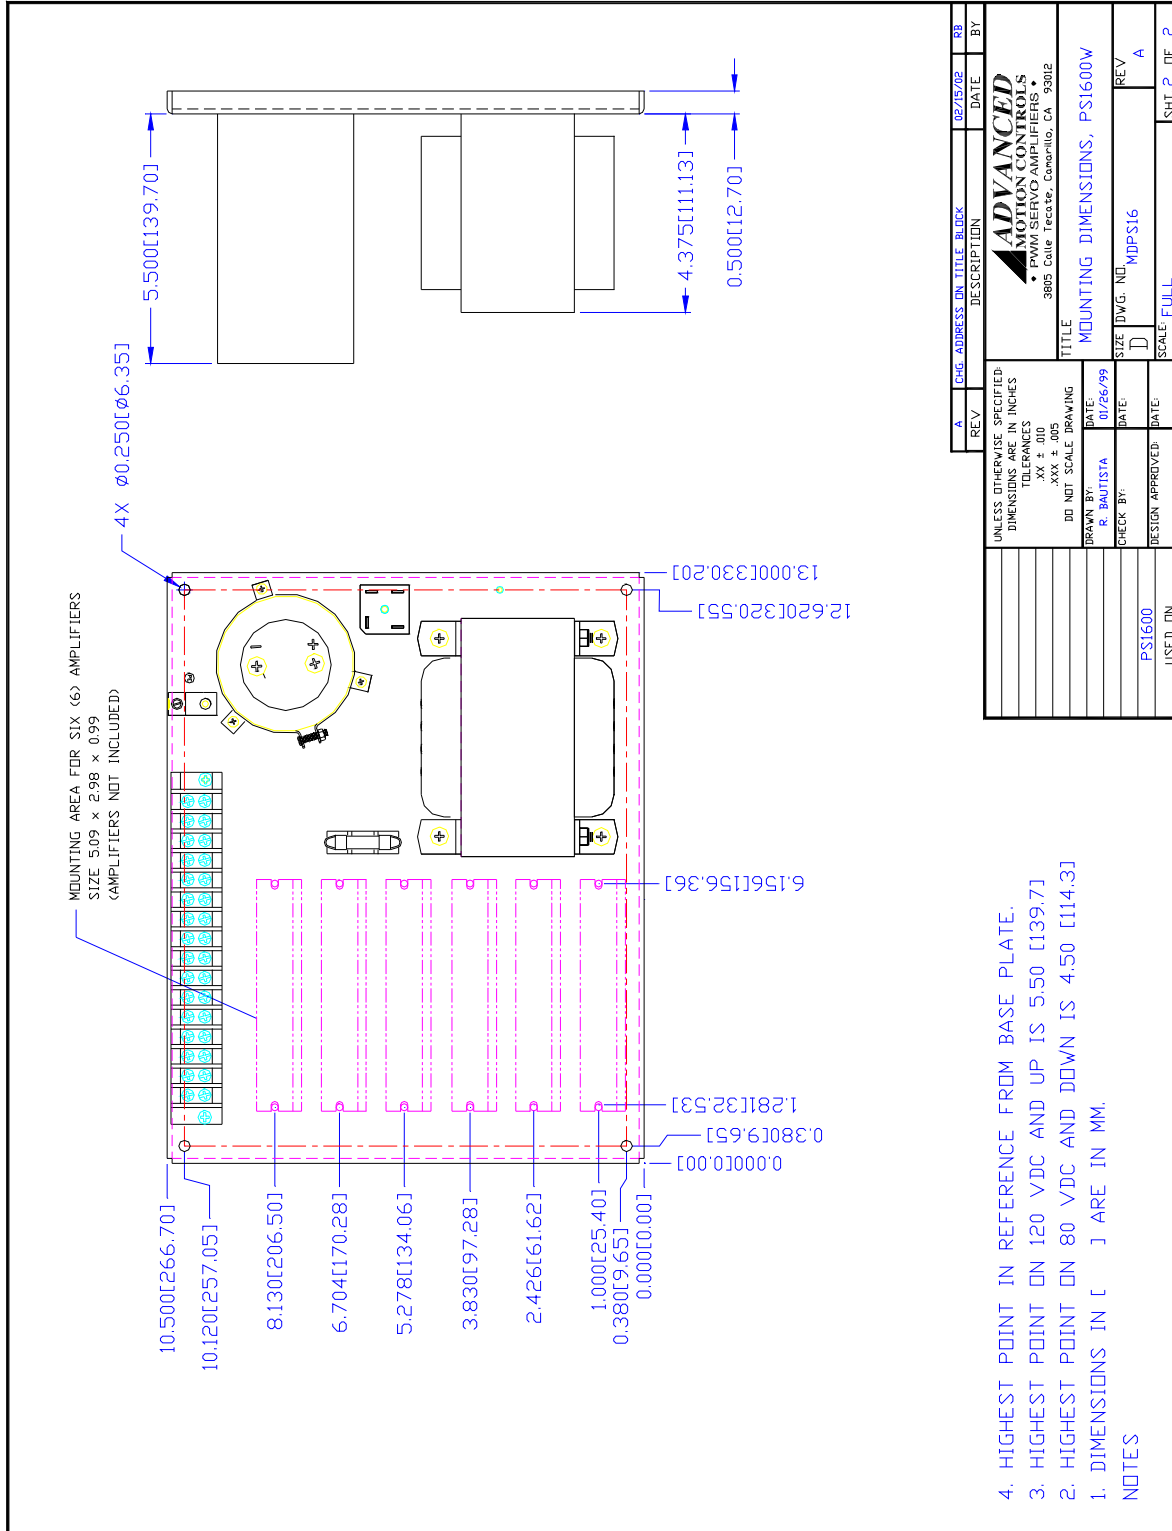 MOUNTING AREA FOR SIX (6) AMPLIFIERS
SIZE 5.09 x 2.98 x 0.99
(AMPLIFIERS NOT INCLUDED)
4X ø0.250[ø6.35]
5.500[139.70]
4.375[111.13]
0.500[12.70]
13.000[330.20]
12.620[320.55]
6.156[156.36]
1.281[32.53]
0.380[9.65]
0.000[0.00]
10.500[266.70]
10.120[257.05]
8.130[206.50]
6.704[170.28]
5.278[134.06]
3.830[97.28]
2.426[61.62]
1.000[25.40]
0.380[9.65]
0.000[0.00]
4. HIGHEST POINT IN REFERENCE FROM BASE PLATE.
3. HIGHEST POINT ON 120 VDC AND UP IS 5.50 [139.7]
2. HIGHEST POINT ON 80 VDC AND DOWN IS 4.50 [114.3]
1. DIMENSIONS IN [ ] ARE IN MM.
NOTES
A CHG. ADDRESS ON TITLE BLOCK 02/15/02 RB
REV DESCRIPTION DATE BY
UNLESS OTHERWISE SPECIFIED:
DIMENSIONS ARE IN INCHES
TOLERANCES
.XX ± .010
.XXX ± .005
DO NOT SCALE DRAWING
DRAWN BY: DATE:
R. BAUTISTA 01/26/99
CHECK BY: DATE:
DESIGN APPROVED: DATE:
PS1600
USED ON
ADVANCED
MOTION CONTROLS
• PWM SERVO AMPLIFIERS •
3805 Calle Tecate, Camarillo, CA 93012
TITLE
MOUNTING DIMENSIONS, PS1600W
SIZE DWG. NO. REV
D MDPS16 A
SCALE: FULL SHT 2 OF 2